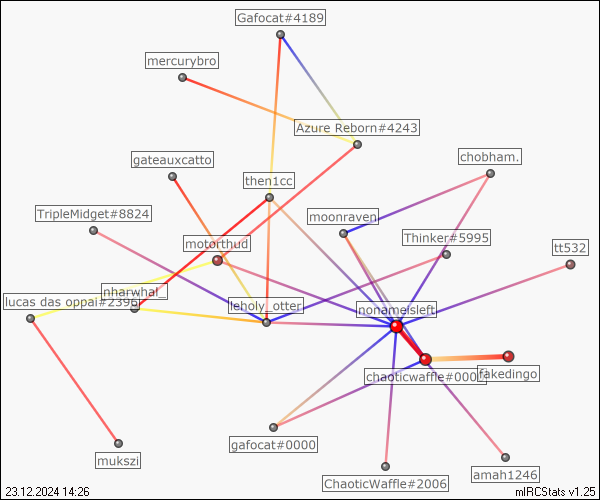 Gafocat#4189
mercurybro
Azure Reborn#4243
gateauxcatto
chobham.
then1cc
TripleMidget#8824
moonraven
motorthud
Thinker#5995
tt532
nharwhal_
lucas das oppai#2396
leboly_otter
nonameisleft
chaoticwaffle#000
fakedingo
gafocat#0000
mukszi
ChaoticWaffle#2006
amah1246
23.12.2024 14:26
mIRCStats v1.25